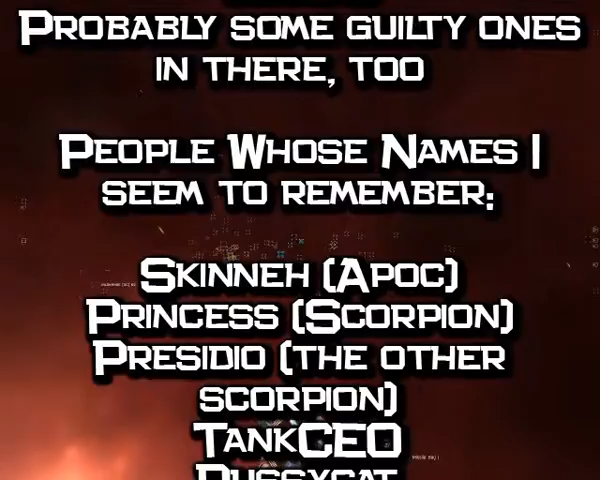 Probably some guilty ones
in there, too
People Whose Names I
seem to remember:
Skinneh (Apoc)
Princess (Scorpion)
Presidio (the other
scorpion)
TankCEO
Pussycat